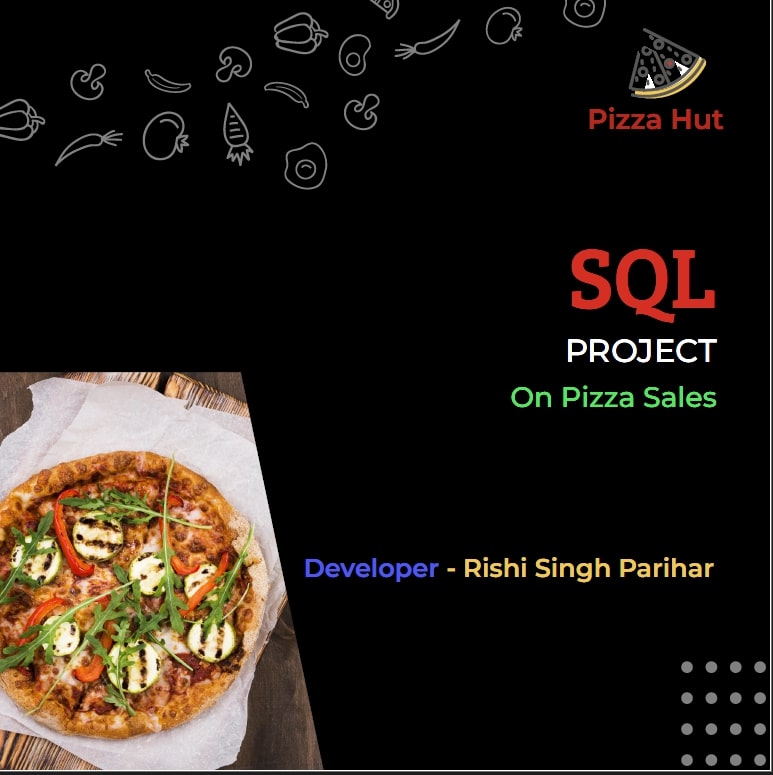 Pizza Hut
SQL
PROJECT
On Pizza Sales
Developer - Rishi Singh Parihar